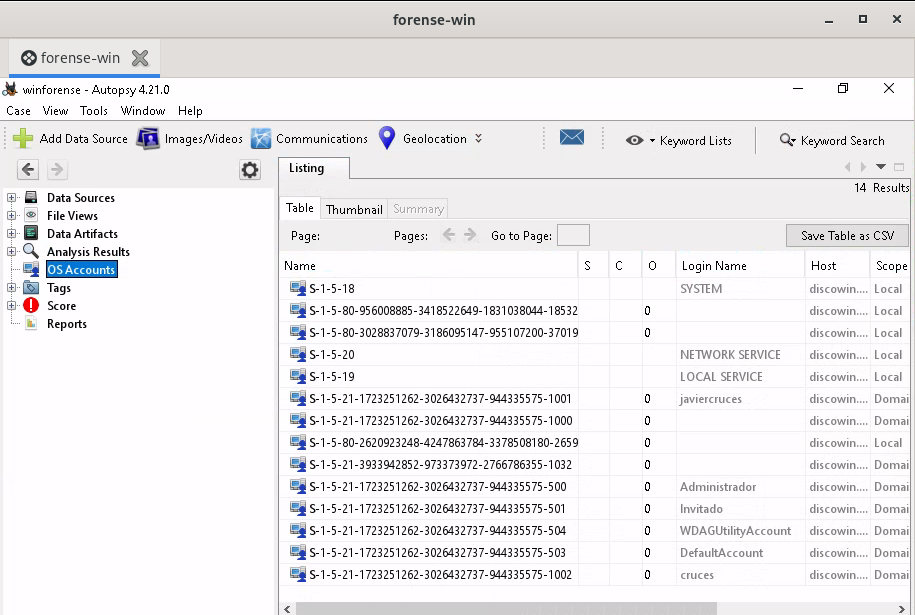 forense-win
forense-win
winforense - Autopsy 4.21.0
Case View Tools Window Help
Add Data Source Images/Videos Communications Geolocation Keyword Lists Keyword Search
Listing
14 Results
Table Thumbnail Summary
Page: Pages: Go to Page: Save Table as CSV
Data Sources
File Views
Data Artifacts
Analysis Results
OS Accounts
Tags
Score
Reports
Name S C O Login Name Host Scope
S-1-5-18 SYSTEM discowin.... Local
S-1-5-80-956008885-3418522649-1831038044-18532 0 discowin.... Local
S-1-5-80-3028837079-3186095147-955107200-37019 0 discowin.... Local
S-1-5-20 NETWORK SERVICE discowin.... Local
S-1-5-19 LOCAL SERVICE discowin.... Local
S-1-5-21-1723251262-3026432737-944335575-1001 0 javiercruces discowin.... Domai
S-1-5-21-1723251262-3026432737-944335575-1000 0 discowin.... Domai
S-1-5-80-2620923248-4247863784-3378508180-2659 0 discowin.... Local
S-1-5-21-3933942852-973373972-2766786355-1032 0 discowin.... Domai
S-1-5-21-1723251262-3026432737-944335575-500 0 Administrador discowin.... Domai
S-1-5-21-1723251262-3026432737-944335575-501 0 Invitado discowin.... Domai
S-1-5-21-1723251262-3026432737-944335575-504 0 WDAGUtilityAccount discowin.... Domai
S-1-5-21-1723251262-3026432737-944335575-503 0 DefaultAccount discowin.... Domai
S-1-5-21-1723251262-3026432737-944335575-1002 0 cruces discowin.... Domai